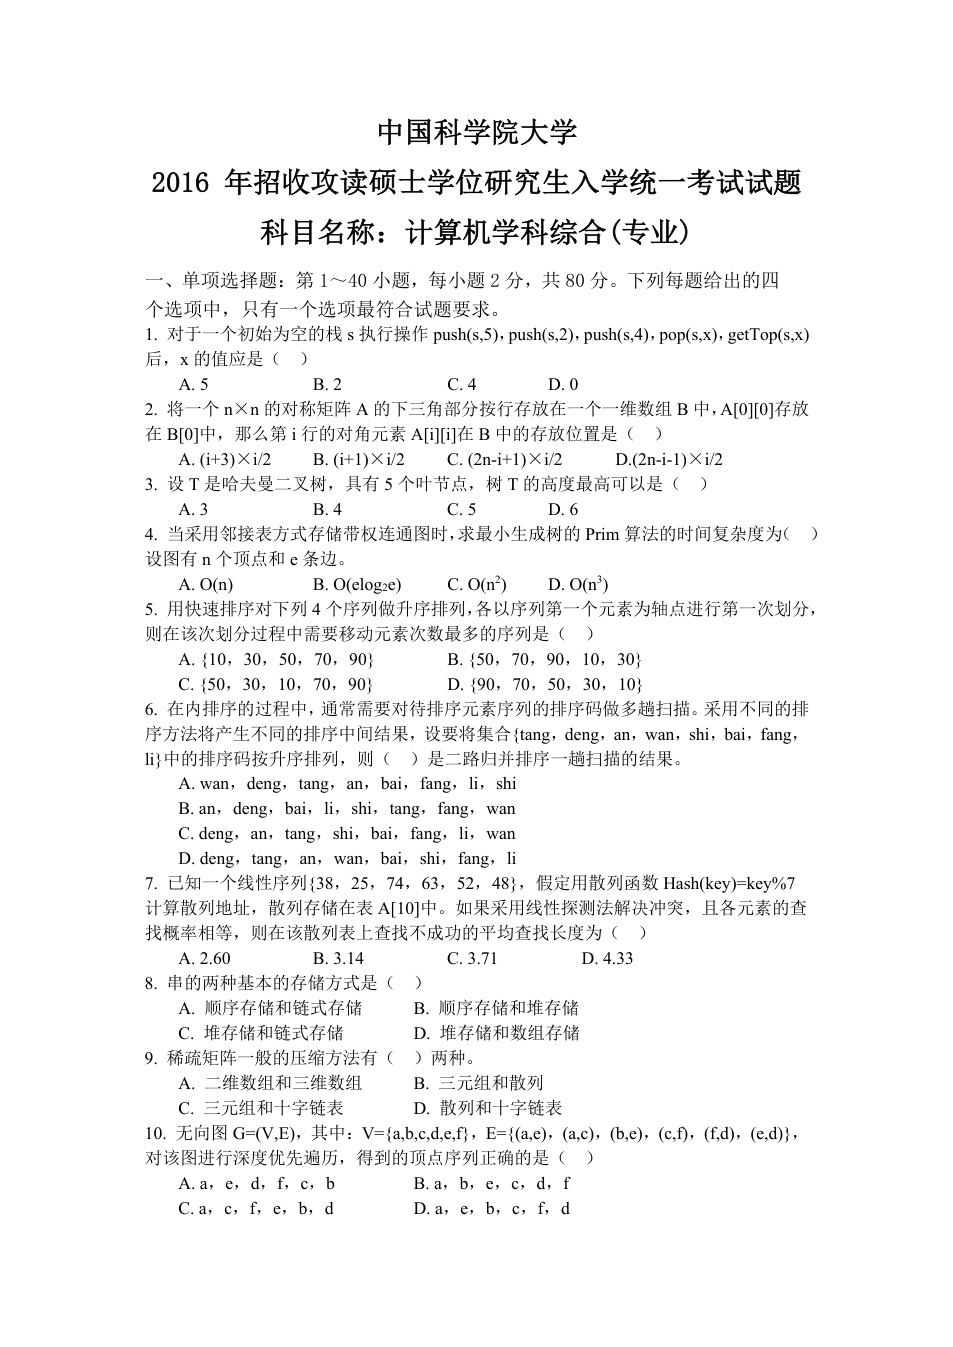 中国科学院大学
2016 年招收攻读硕士学位研究生入学统一考试试题
科目名称：计算机学科综合(专业)
一、单项选择题：第 1～40 小题，每小题 2 分，共 80 分。下列每题给出的四
个选项中，只有一个选项最符合试题要求。
1. 对于一个初始为空的栈 s 执行操作 push(s,5)，push(s,2)，push(s,4)，pop(s,x)，getTop(s,x)
后，x 的值应是（ ）
A. 5 B. 2 C. 4 D. 0
2. 将一个 n×n 的对称矩阵 A 的下三角部分按行存放在一个一维数组 B 中，A[0][0]存放
在 B[0]中，那么第 i 行的对角元素 A[i][i]在 B 中的存放位置是（ ）
A. (i+3)×i/2 B. (i+1)×i/2 C. (2n-i+1)×i/2 D.(2n-i-1)×i/2
3. 设 T 是哈夫曼二叉树，具有 5 个叶节点，树 T 的高度最高可以是（ ）
A. 3 B. 4 C. 5 D. 6
4. 当采用邻接表方式存储带权连通图时，求最小生成树的 Prim 算法的时间复杂度为（ ）
设图有 n 个顶点和 e 条边。
A. O(n) B. O(elog₂e) C. O(n²) D. O(n³)
5. 用快速排序对下列 4 个序列做升序排列，各以序列第一个元素为轴点进行第一次划分，
则在该次划分过程中需要移动元素次数最多的序列是（ ）
A. {10，30，50，70，90} B. {50，70，90，10，30}
C. {50，30，10，70，90} D. {90，70，50，30，10}
6. 在内排序的过程中，通常需要对待排序元素序列的排序码做多趟扫描。采用不同的排
序方法将产生不同的排序中间结果，设要将集合{tang，deng，an，wan，shi，bai，fang，
li}中的排序码按升序排列，则（ ）是二路归并排序一趟扫描的结果。
A. wan，deng，tang，an，bai，fang，li，shi
B. an，deng，bai，li，shi，tang，fang，wan
C. deng，an，tang，shi，bai，fang，li，wan
D. deng，tang，an，wan，bai，shi，fang，li
7. 已知一个线性序列{38，25，74，63，52，48}，假定用散列函数 Hash(key)=key%7
计算散列地址，散列存储在表 A[10]中。如果采用线性探测法解决冲突，且各元素的查
找概率相等，则在该散列表上查找不成功的平均查找长度为（ ）
A. 2.60 B. 3.14 C. 3.71 D. 4.33
8. 串的两种基本的存储方式是（ ）
A. 顺序存储和链式存储 B. 顺序存储和堆存储
C. 堆存储和链式存储 D. 堆存储和数组存储
9. 稀疏矩阵一般的压缩方法有（ ）两种。
A. 二维数组和三维数组 B. 三元组和散列
C. 三元组和十字链表 D. 散列和十字链表
10. 无向图 G=(V,E)，其中：V={a,b,c,d,e,f}，E={(a,e)，(a,c)，(b,e)，(c,f)，(f,d)，(e,d)}，
对该图进行深度优先遍历，得到的顶点序列正确的是（ ）
A. a，e，d，f，c，b B. a，b，e，c，d，f
C. a，c，f，e，b，d D. a，e，b，c，f，d